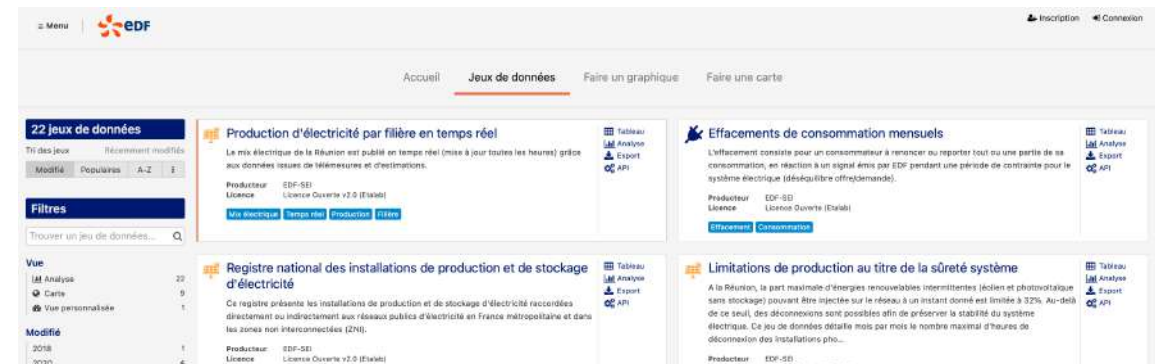 ≡ Menu
eDF
Inscription
Connexion
Accueil
Jeux de données
Faire un graphique
Faire une carte
22 jeux de données
Tri des jeux
Récemment modifiés
Modifié
Populaires
A-Z
Filtres
Trouver un jeu de données...
Vue
Analyse 22
Carte 9
Vue personnalisée 1
Modifié
2018 1
2020 6
Production d'électricité par filière en temps réel
Le mix électrique de la Réunion est publié en temps réel (mise à jour toutes les heures) grâce
aux données issues de télémesures et d'estimations.
Producteur EDF-SEI
Licence Licence Ouverte v2.0 (Etalab)
Mix électrique
Temps réel
Production
Filière
Tableau
Analyse
Export
API
Effacements de consommation mensuels
L'effacement consiste pour un consommateur à renoncer ou reporter tout ou une partie de sa
consommation, en réaction à un signal émis par EDF pendant une période de contrainte pour le
système électrique (déséquilibre offre/demande).
Producteur EDF-SEI
Licence Licence Ouverte (Etalab)
Effacement
Consommation
Tableau
Analyse
Export
API
Registre national des installations de production et de stockage
d'électricité
Ce registre présente les installations de production et de stockage d'électricité raccordées
directement ou indirectement aux réseaux publics d'électricité en France métropolitaine et dans
les zones non interconnectées (ZNI).
Producteur EDF-SEI
Licence Licence Ouverte v2.0 (Etalab)
Tableau
Analyse
Export
API
Limitations de production au titre de la sûreté système
A la Réunion, la part maximale d'énergies renouvelables intermittentes (éolien et photovoltaïque
sans stockage) pouvant être injectée sur le réseau à un instant donné est limitée à 32%. Au-delà
de ce seuil, des déconnexions sont possibles afin de préserver la stabilité du système
électrique. Ce jeu de données détaille mois par mois le nombre maximal d'heures de
déconnexion des installations pho...
Producteur EDF-SEI
Tableau
Analyse
Export
API